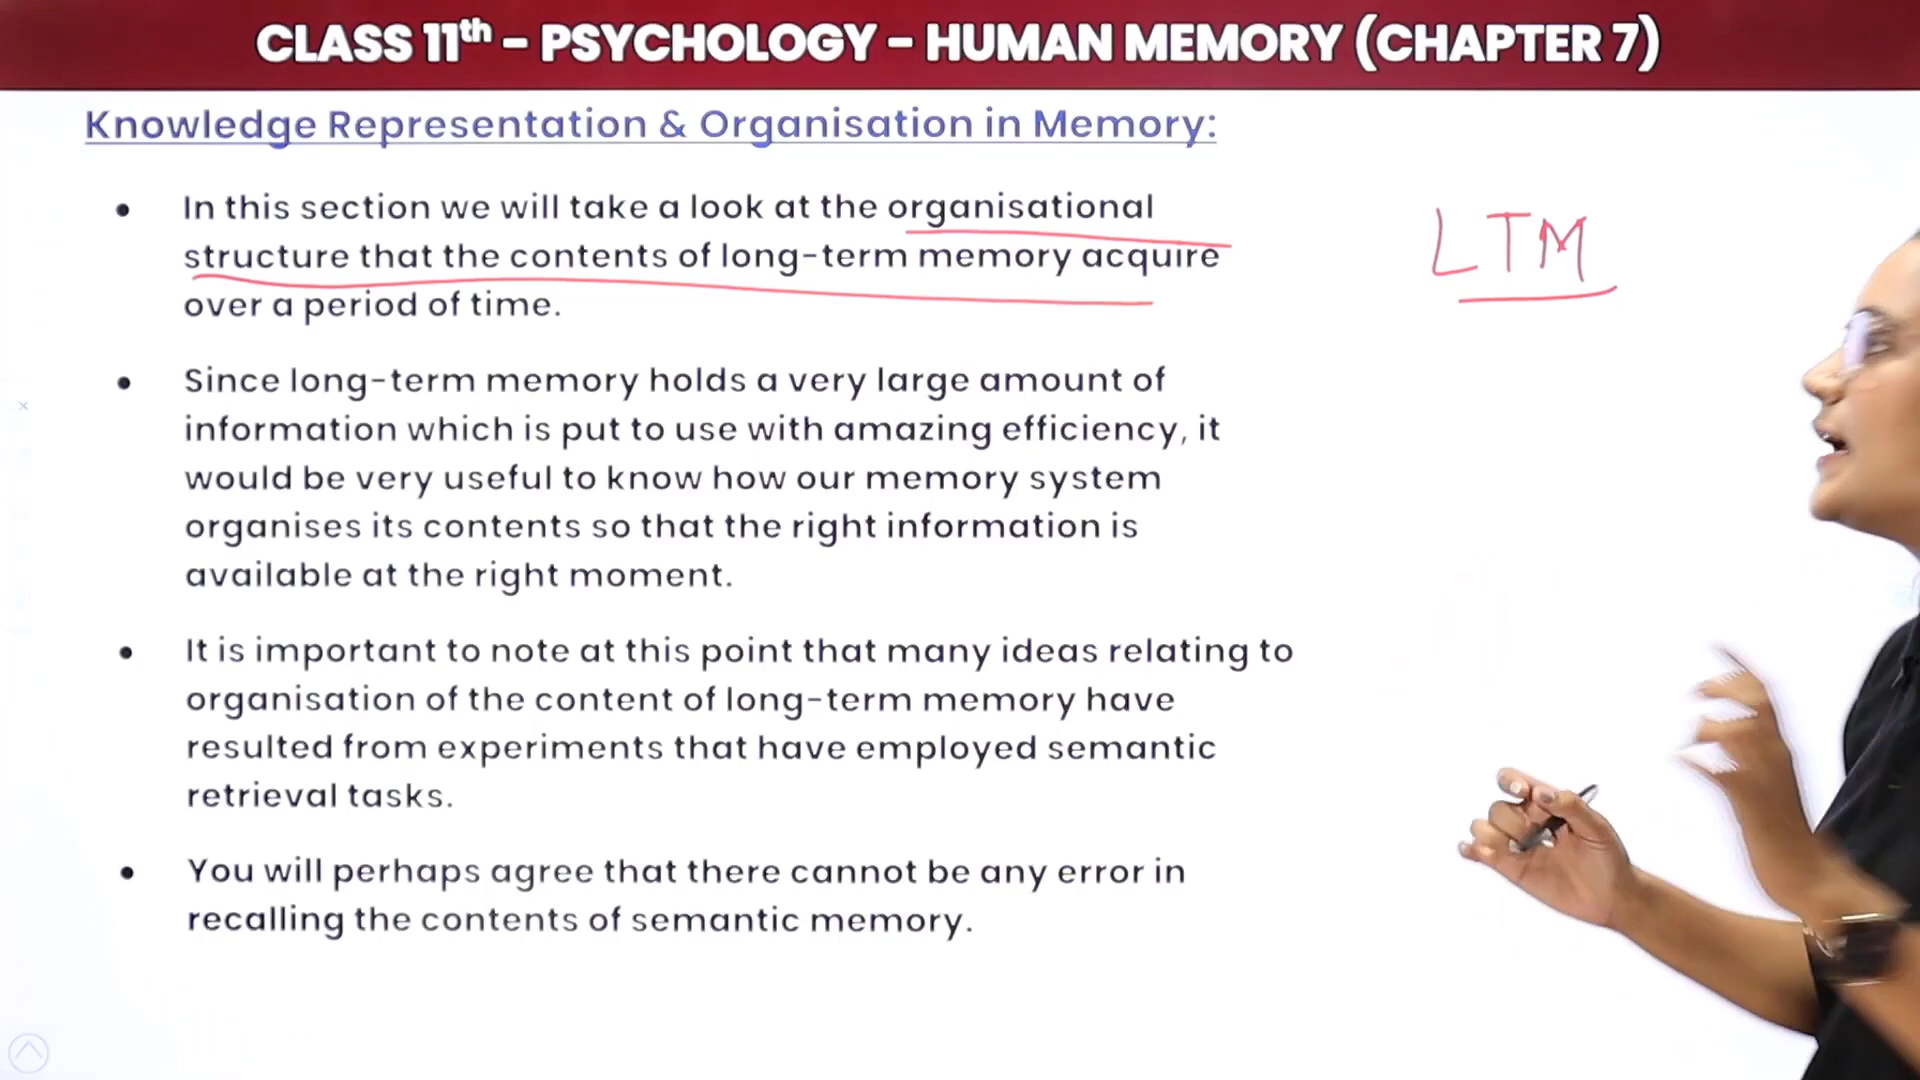 CLASS 11th - PSYCHOLOGY - HUMAN MEMORY (CHAPTER 7)
Knowledge Representation & Organisation in Memory:
• In this section we will take a look at the organisational
structure that the contents of long-term memory acquire
over a period of time.
LTM
• Since long-term memory holds a very large amount of
information which is put to use with amazing efficiency, it
would be very useful to know how our memory system
organises its contents so that the right information is
available at the right moment.
• It is important to note at this point that many ideas relating to
organisation of the content of long-term memory have
resulted from experiments that have employed semantic
retrieval tasks.
• You will perhaps agree that there cannot be any error in
recalling the contents of semantic memory.